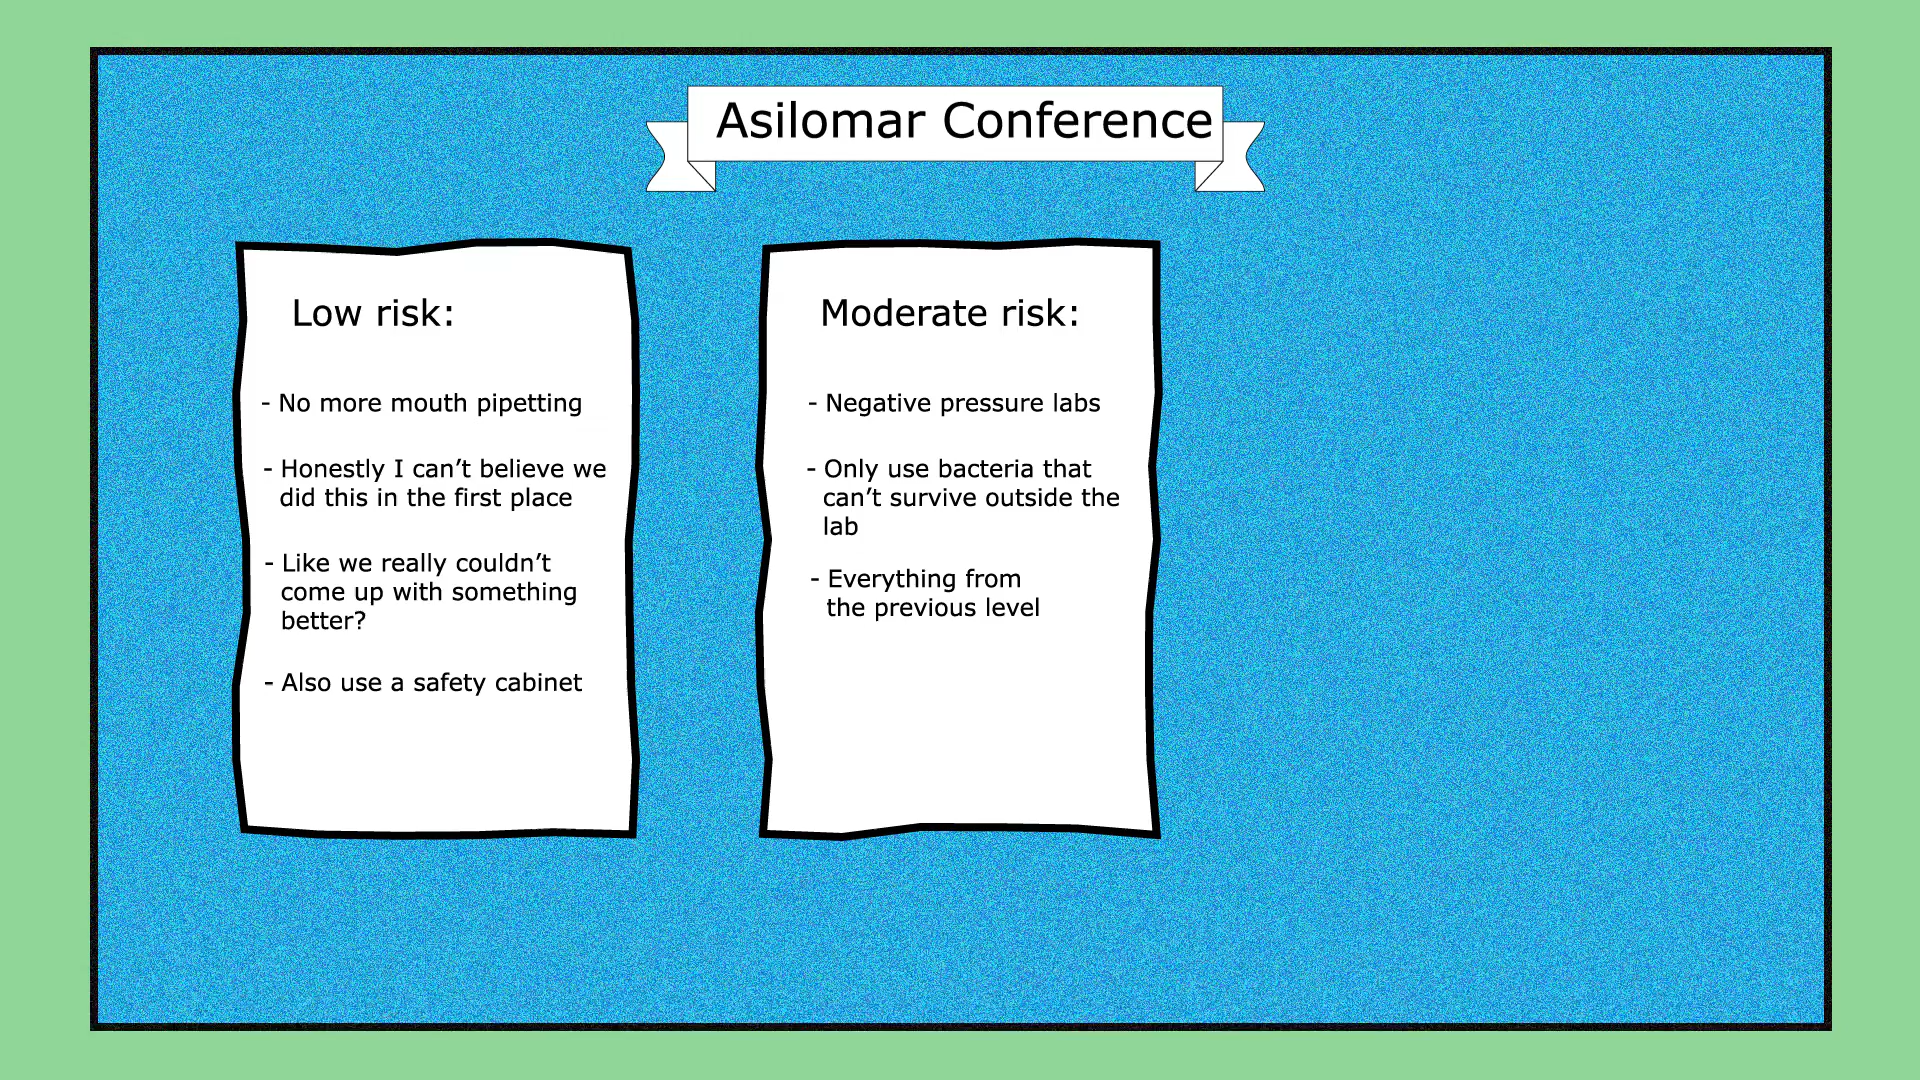 Asilomar Conference
Low risk:
- No more mouth pipetting
- Honestly I can’t believe we
did this in the first place
- Like we really couldn’t
come up with something
better?
- Also use a safety cabinet
Moderate risk:
- Negative pressure labs
- Only use bacteria that
can’t survive outside the
lab
- Everything from
the previous level